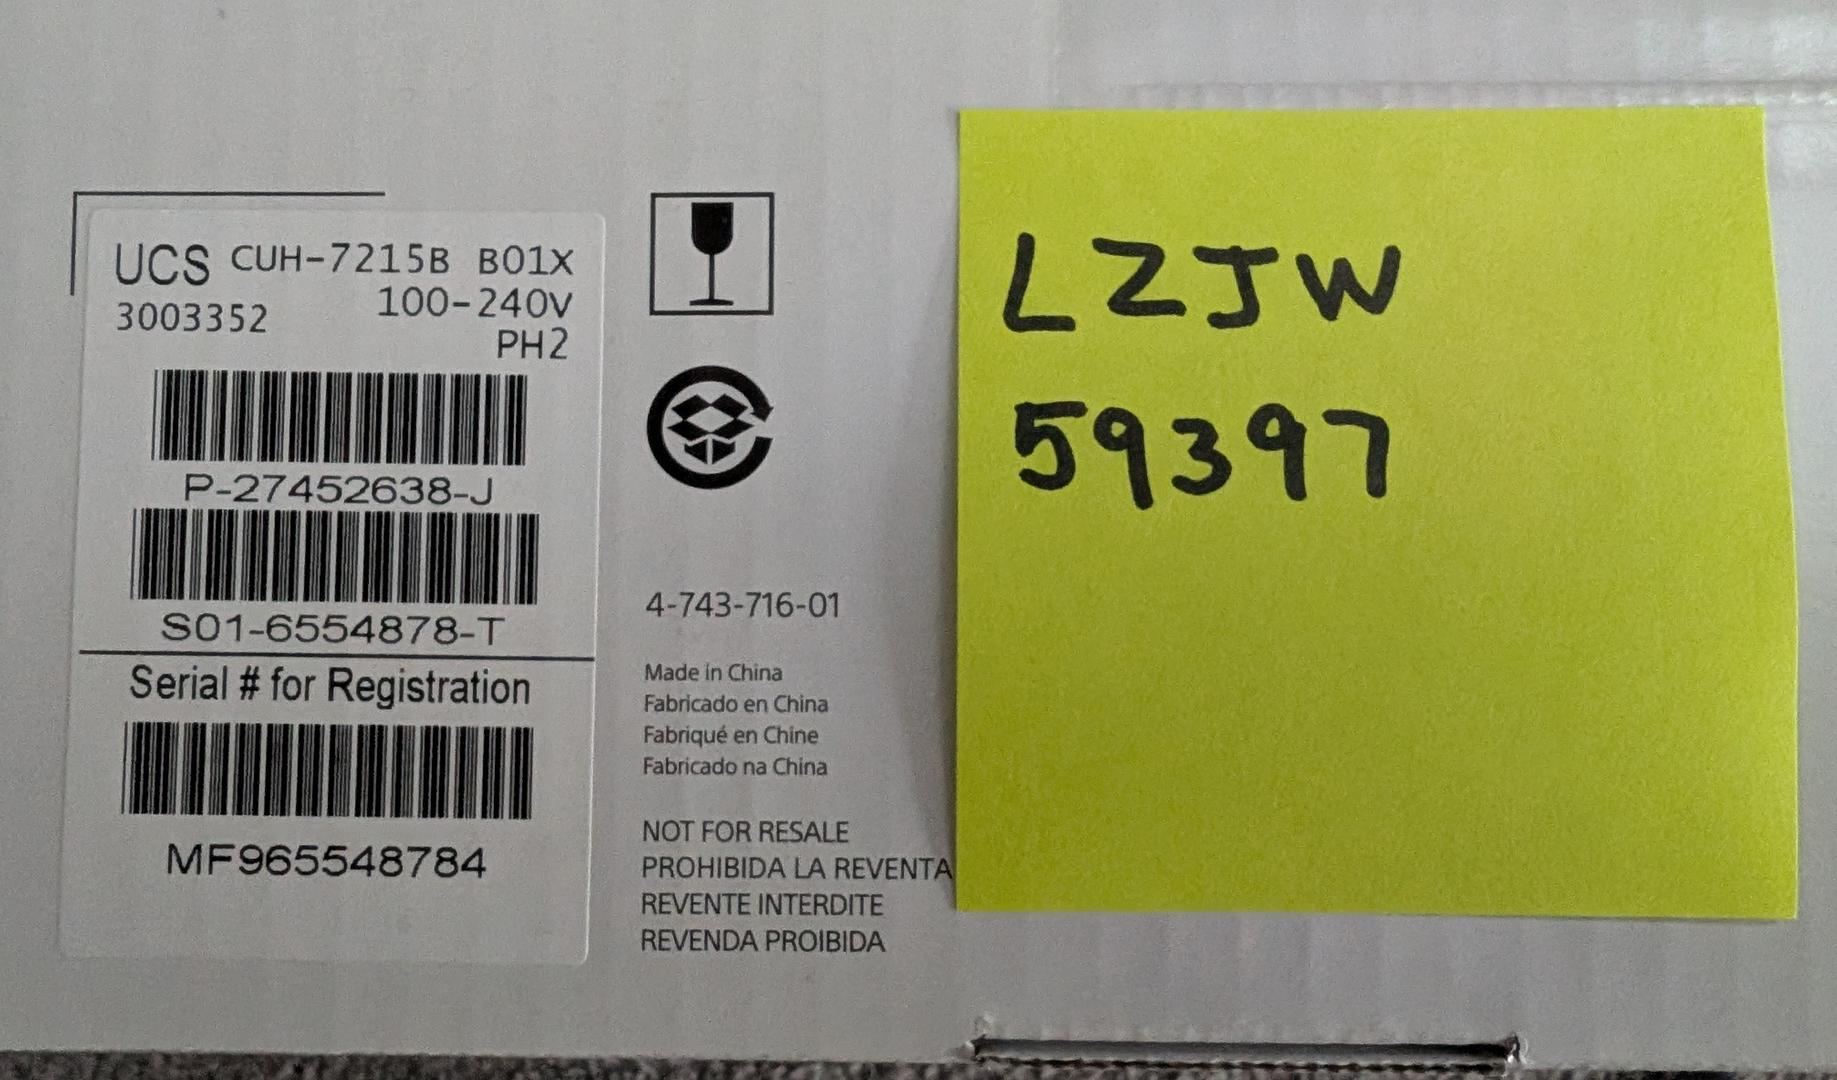 UCS CUH-7215B B01X
3003352 100-240V
PH2
P-27452638-J
S01-6554878-T
Serial # for Registration
MF965548784
4-743-716-01
Made in China
Fabricado en China
Fabriqué en Chine
Fabricado na China
NOT FOR RESALE
PROHIBIDA LA REVENTA
REVENTE INTERDITE
REVENDA PROIBIDA
LZJW
59397